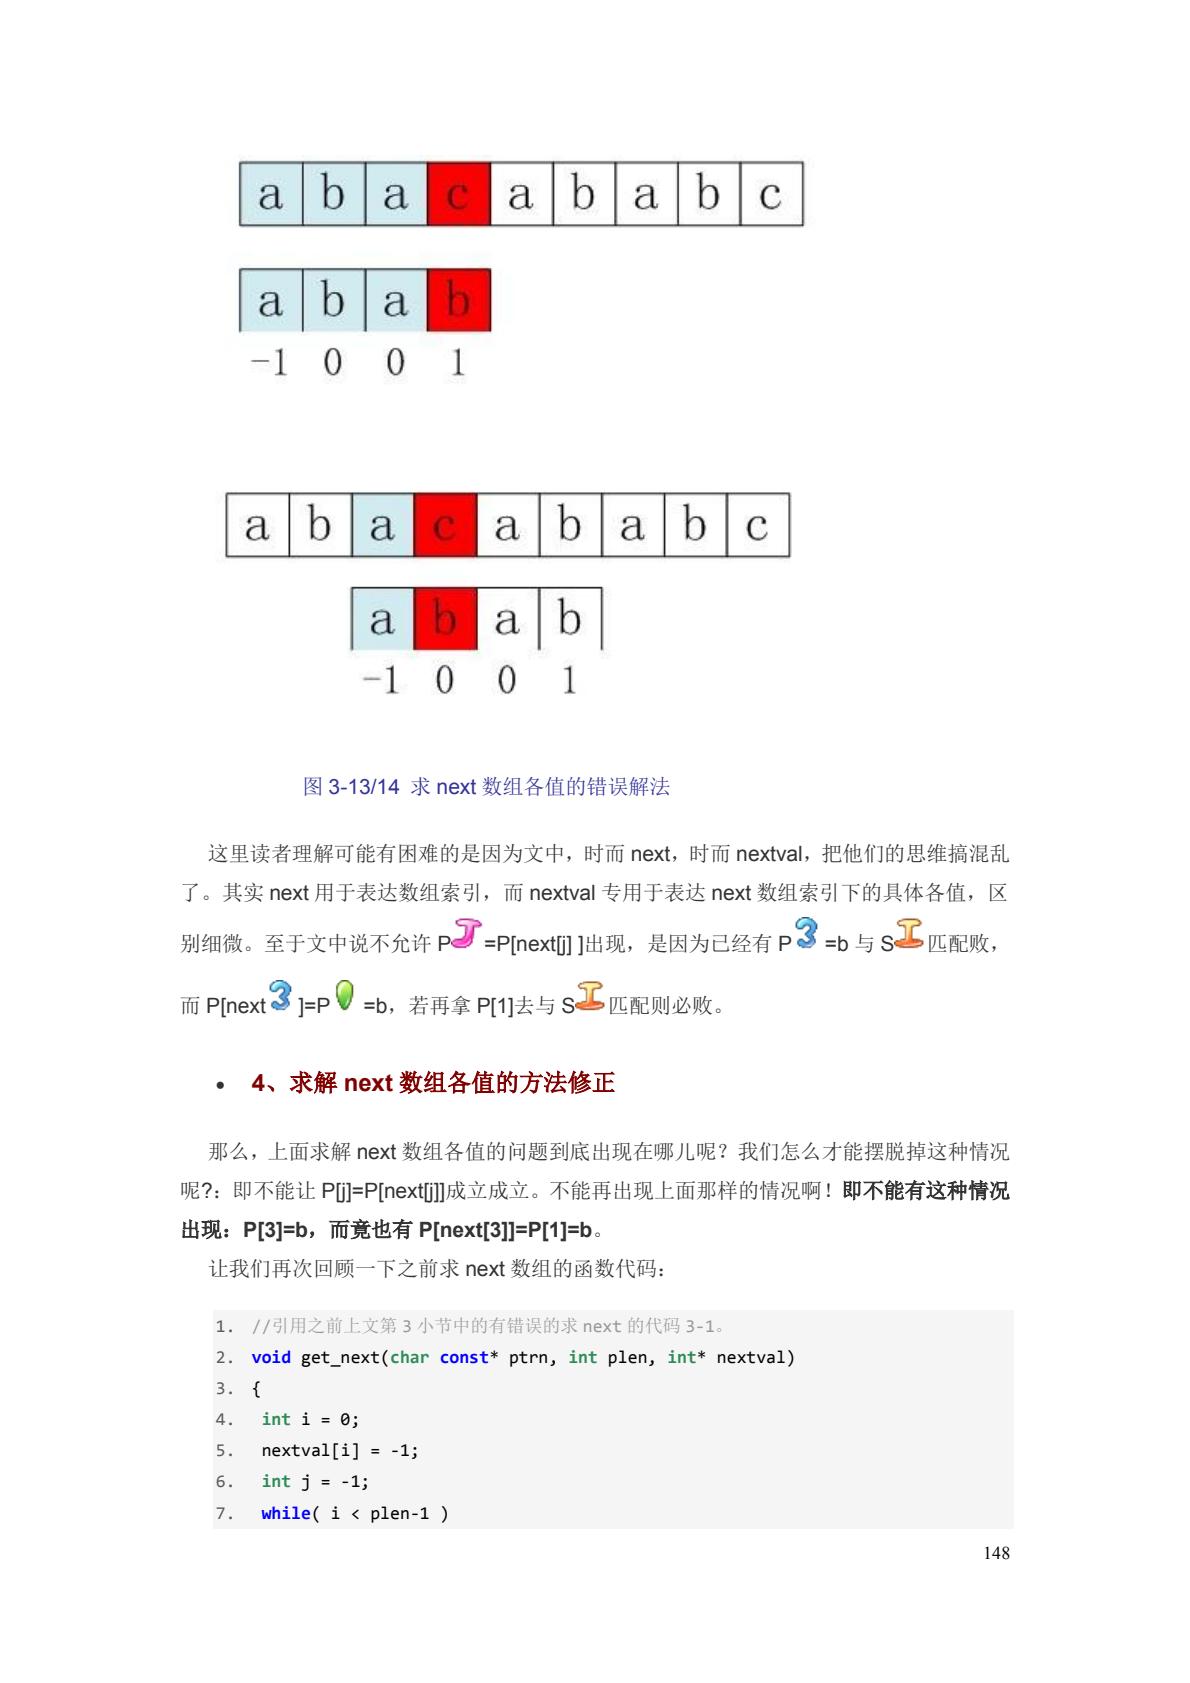 a b a c a b a b c
a b a b
-1 0 0 1
a b a c a b a b c
a b a b
-1 0 0 1
图 3-13/14 求 next 数组各值的错误解法
这里读者理解可能有困难的是因为文中，时而 next，时而 nextval，把他们的思维搞混乱
了。其实 next 用于表达数组索引，而 nextval 专用于表达 next 数组索引下的具体各值，区
别细微。至于文中说不允许 P =P[next[j] ]出现，是因为已经有 P 3 =b 与 S 匹配败，
而 P[next 3 ]=P =b，若再拿 P[1]去与 S 匹配则必败。
• 4、求解 next 数组各值的方法修正
那么，上面求解 next 数组各值的问题到底出现在哪儿呢？我们怎么才能摆脱掉这种情况
呢?：即不能让 P[j]=P[next[j]]成立成立。不能再出现上面那样的情况啊！即不能有这种情况
出现：P[3]=b，而竟也有 P[next[3]]=P[1]=b。
让我们再次回顾一下之前求 next 数组的函数代码：
1. //引用之前上文第 3 小节中的有错误的求 next 的代码 3-1。
2. void get_next(char const* ptrn, int plen, int* nextval)
3. {
4. int i = 0;
5. nextval[i] = -1;
6. int j = -1;
7. while( i < plen-1 )
148